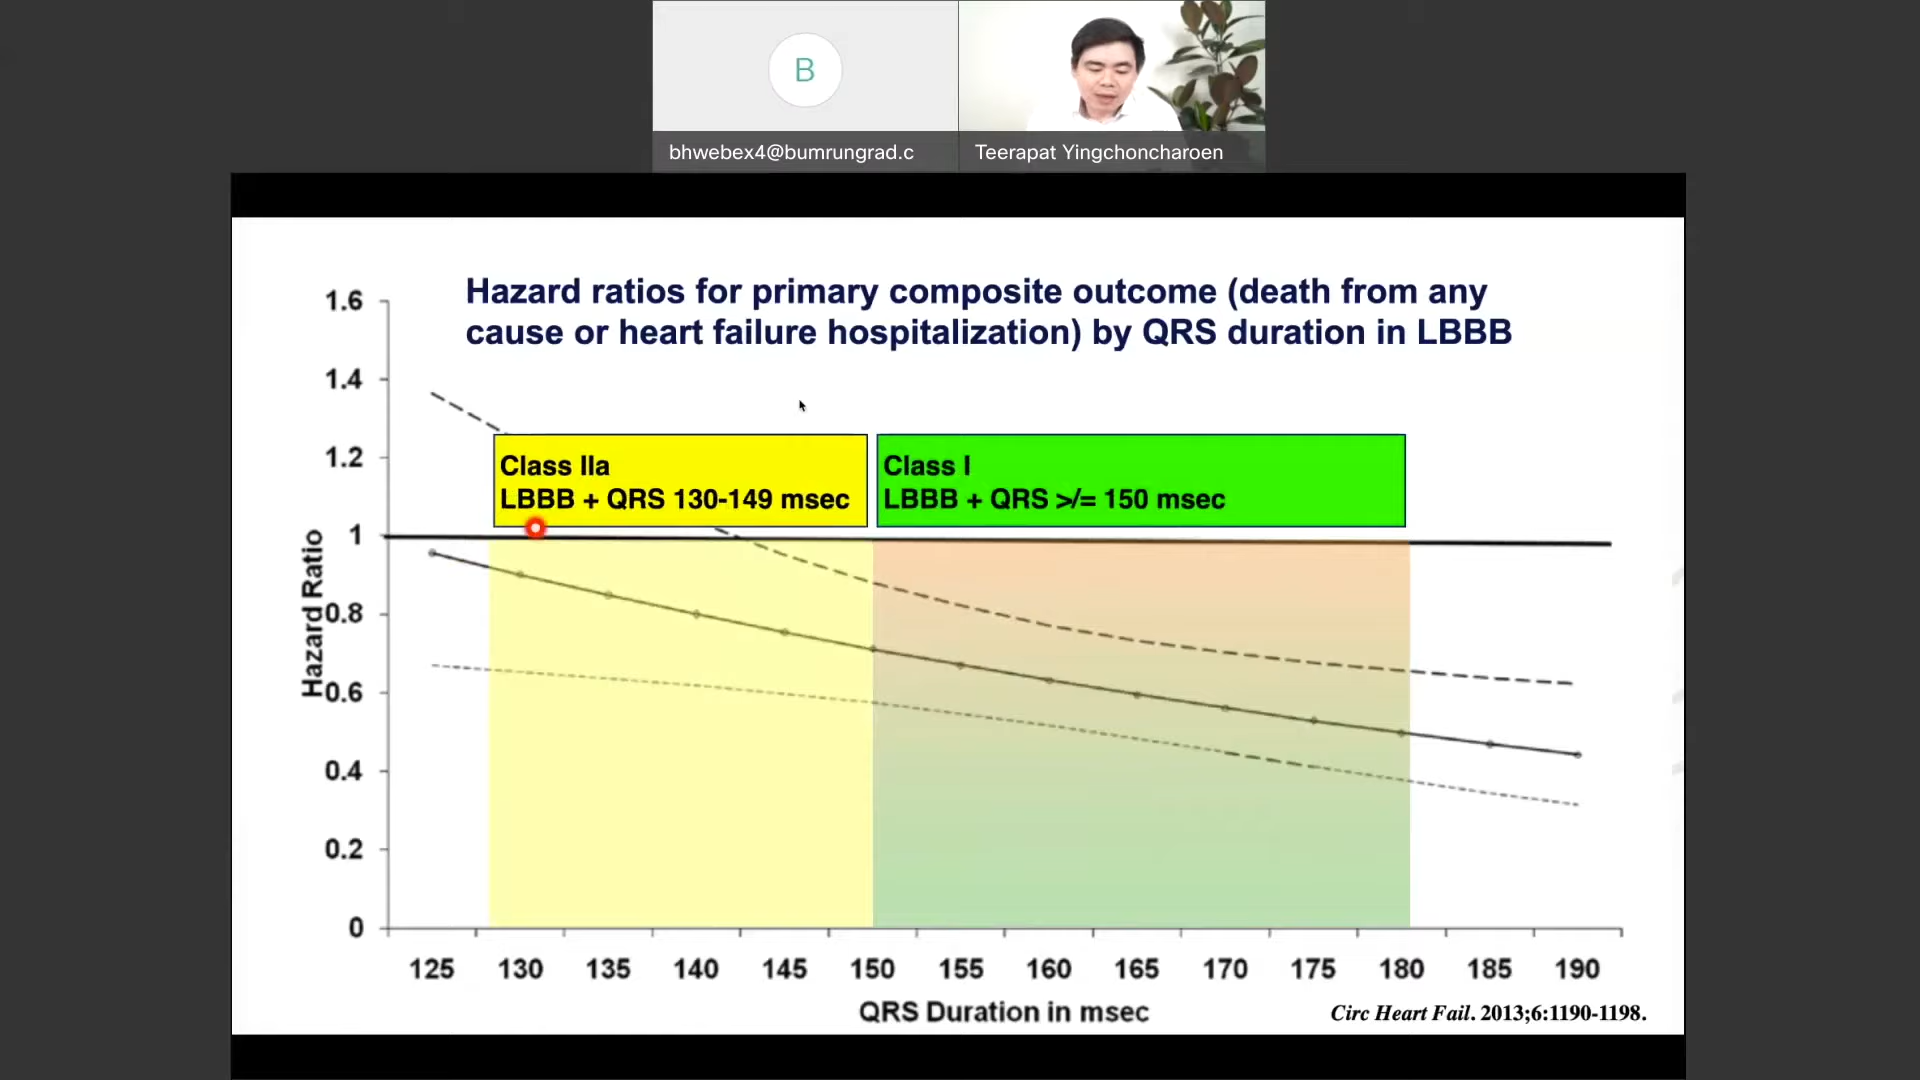 B
bhwebex4@bumrungrad.c
Teerapat Yingchoncharoen
Hazard ratios for primary composite outcome (death from any
cause or heart failure hospitalization) by QRS duration in LBBB
1.6
1.4
1.2
1
0.8
0.6
0.4
0.2
0
Hazard Ratio
Class IIa
LBBB + QRS 130-149 msec
Class I
LBBB + QRS >/= 150 msec
125 130 135 140 145 150 155 160 165 170 175 180 185 190
QRS Duration in msec
Circ Heart Fail. 2013;6:1190-1198.